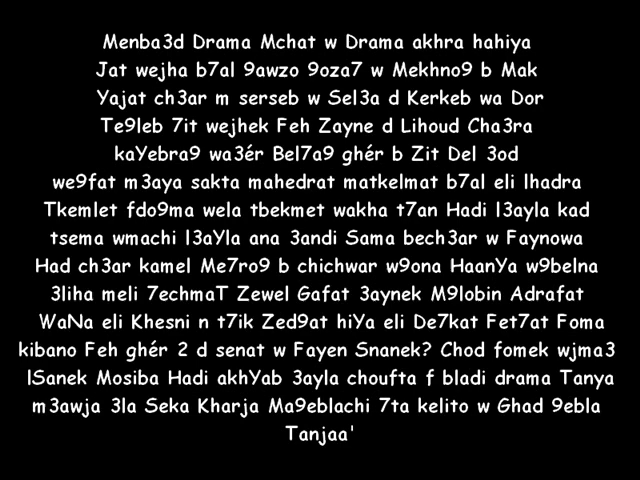 Menba3d Drama Mchat w Drama akhra hahiya
Jat wejha b7al 9awzo 9oza7 w Mekhno9 b Mak
Yajat ch3ar m serseb w Sel3a d Kerkeb wa Dor
Te9leb 7it wejhek Feh Zayne d Lihoud Cha3ra
kaYebra9 wa3ér Bel7a9 ghér b Zit Del 3od
we9fat m3aya sakta mahedrat matkelmat b7al eli lhadra
Tkemlet fdo9ma wela tbekmet wakha t7an Hadi l3ayla kad
tsema wmachi l3aYla ana 3andi Sama bech3ar w Faynowa
Had ch3ar kamel Me7ro9 b chichwar w9ona HaanYa w9belna
3liha meli 7echmaT Zewel Gafat 3aynek M9lobin Adrafat
WaNa eli Khesni n t7ik Zed9at hiYa eli De7kat Fet7at Foma
kibano Feh ghér 2 d senat w Fayen Snanek? Chod fomek wjma3
lSanek Mosiba Hadi akhYab 3ayla choufta f bladi drama Tanya
m3awja 3la Seka Kharja Ma9eblachi 7ta kelito w Ghad 9ebla
Tanjaa'